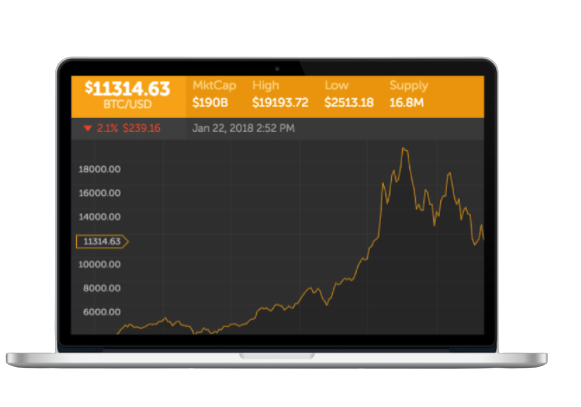 $11314.63
BTC/USD
MktCap High Low Supply
$190B $19193.72 $2513.18 16.8M
▼ 2.1% $239.16 Jan 22, 2018 2:52 PM
18000.00
16000.00
14000.00
11314.63
10000.00
8000.00
6000.00